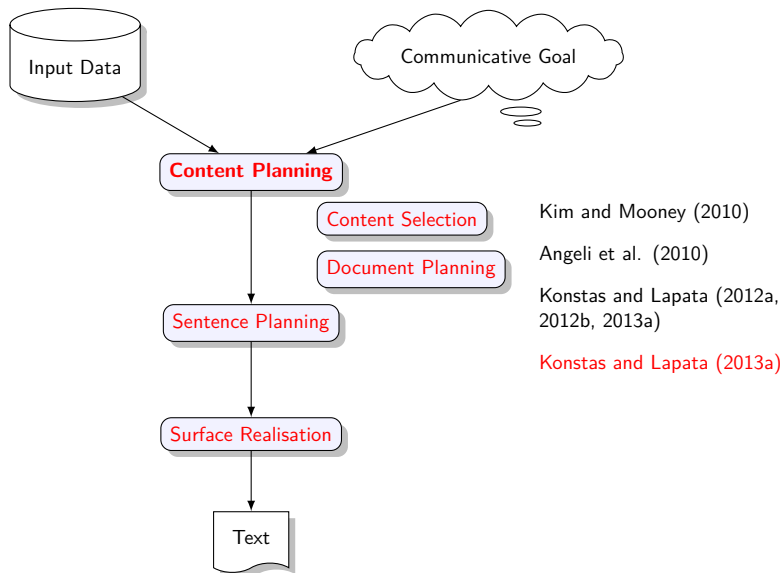 Input Data
Communicative Goal
Content Planning
Content Selection
Document Planning
Sentence Planning
Surface Realisation
Text
Kim and Mooney (2010)
Angeli et al. (2010)
Konstas and Lapata (2012a,
2012b, 2013a)
Konstas and Lapata (2013a)